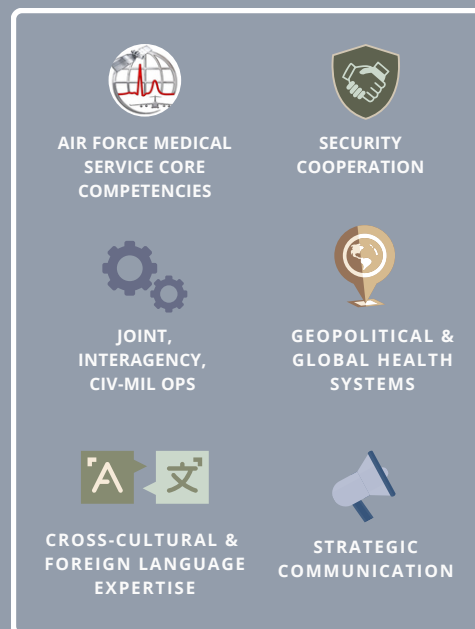 AIR FORCE MEDICAL
SERVICE CORE
COMPETENCIES
SECURITY
COOPERATION
JOINT,
INTERAGENCY,
CIV-MIL OPS
GEOPOLITICAL &
GLOBAL HEALTH
SYSTEMS
A 文
CROSS-CULTURAL &
FOREIGN LANGUAGE
EXPERTISE
STRATEGIC
COMMUNICATION